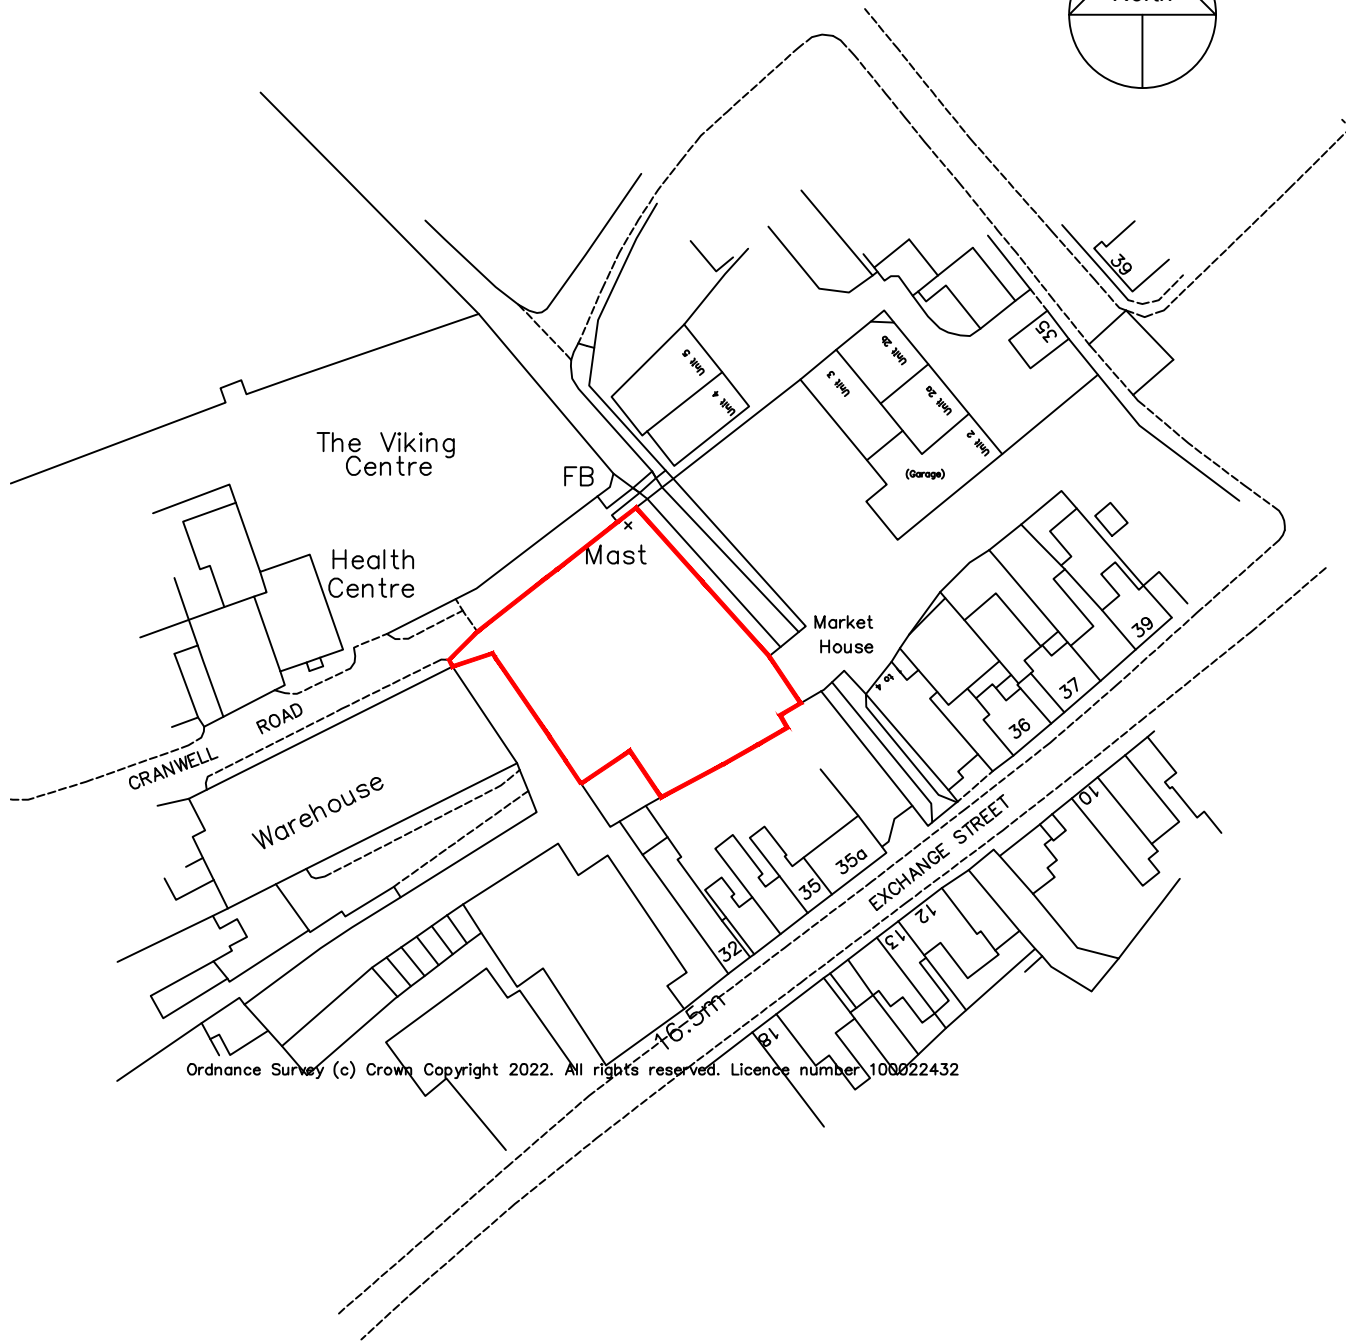 North
39
35
Unit 5
Unit 4
Unit 2b
Unit 3
Unit 2a
Unit 2
(Garage)
The Viking
Centre
FB
Mast
Health
Centre
Market
House
to 4
39
37
36
ROAD
CRANWELL
Warehouse
10
EXCHANGE STREET
35a
35
32
12
13
16.5m
18
Ordnance Survey (c) Crown Copyright 2022. All rights reserved. Licence number 100022432